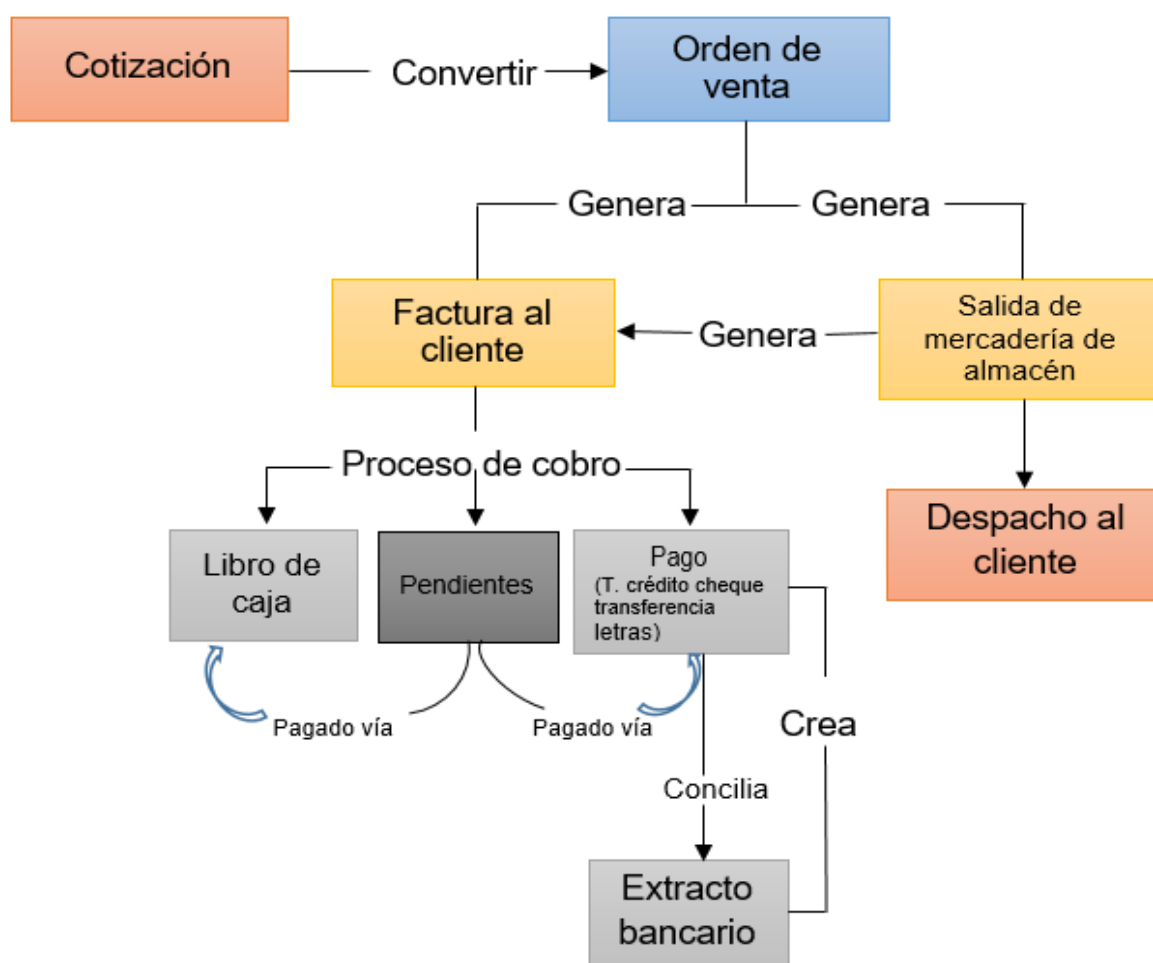 Cotización
Convertir
Orden de
venta
Genera
Genera
Factura al
cliente
Genera
Salida de
mercadería de
almacén
Proceso de cobro
Despacho al
cliente
Libro de
caja
Pendientes
Pago
(T. crédito cheque
transferencia
letras)
Pagado vía
Pagado vía
Crea
Concilia
Extracto
bancario